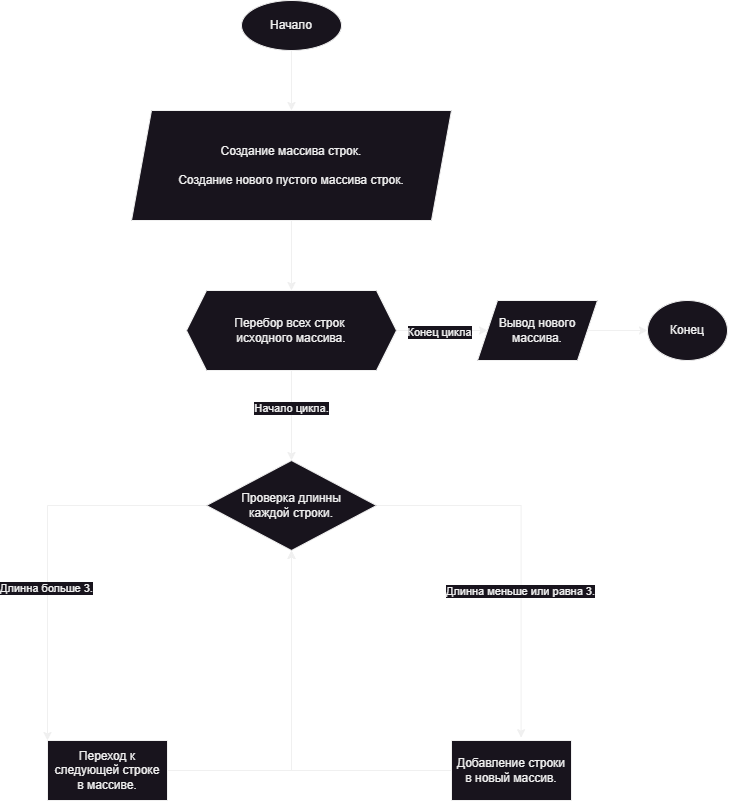 Начало
Создание массива строк.
Создание нового пустого массива строк.
Перебор всех строк
исходного массива.
Конец цикла
Вывод нового
массива.
Конец
Начало цикла.
Проверка длинны
каждой строки.
Длинна больше 3.
Длинна меньше или равна 3.
Переход к
следующей строке
в массиве.
Добавление строки
в новый массив.